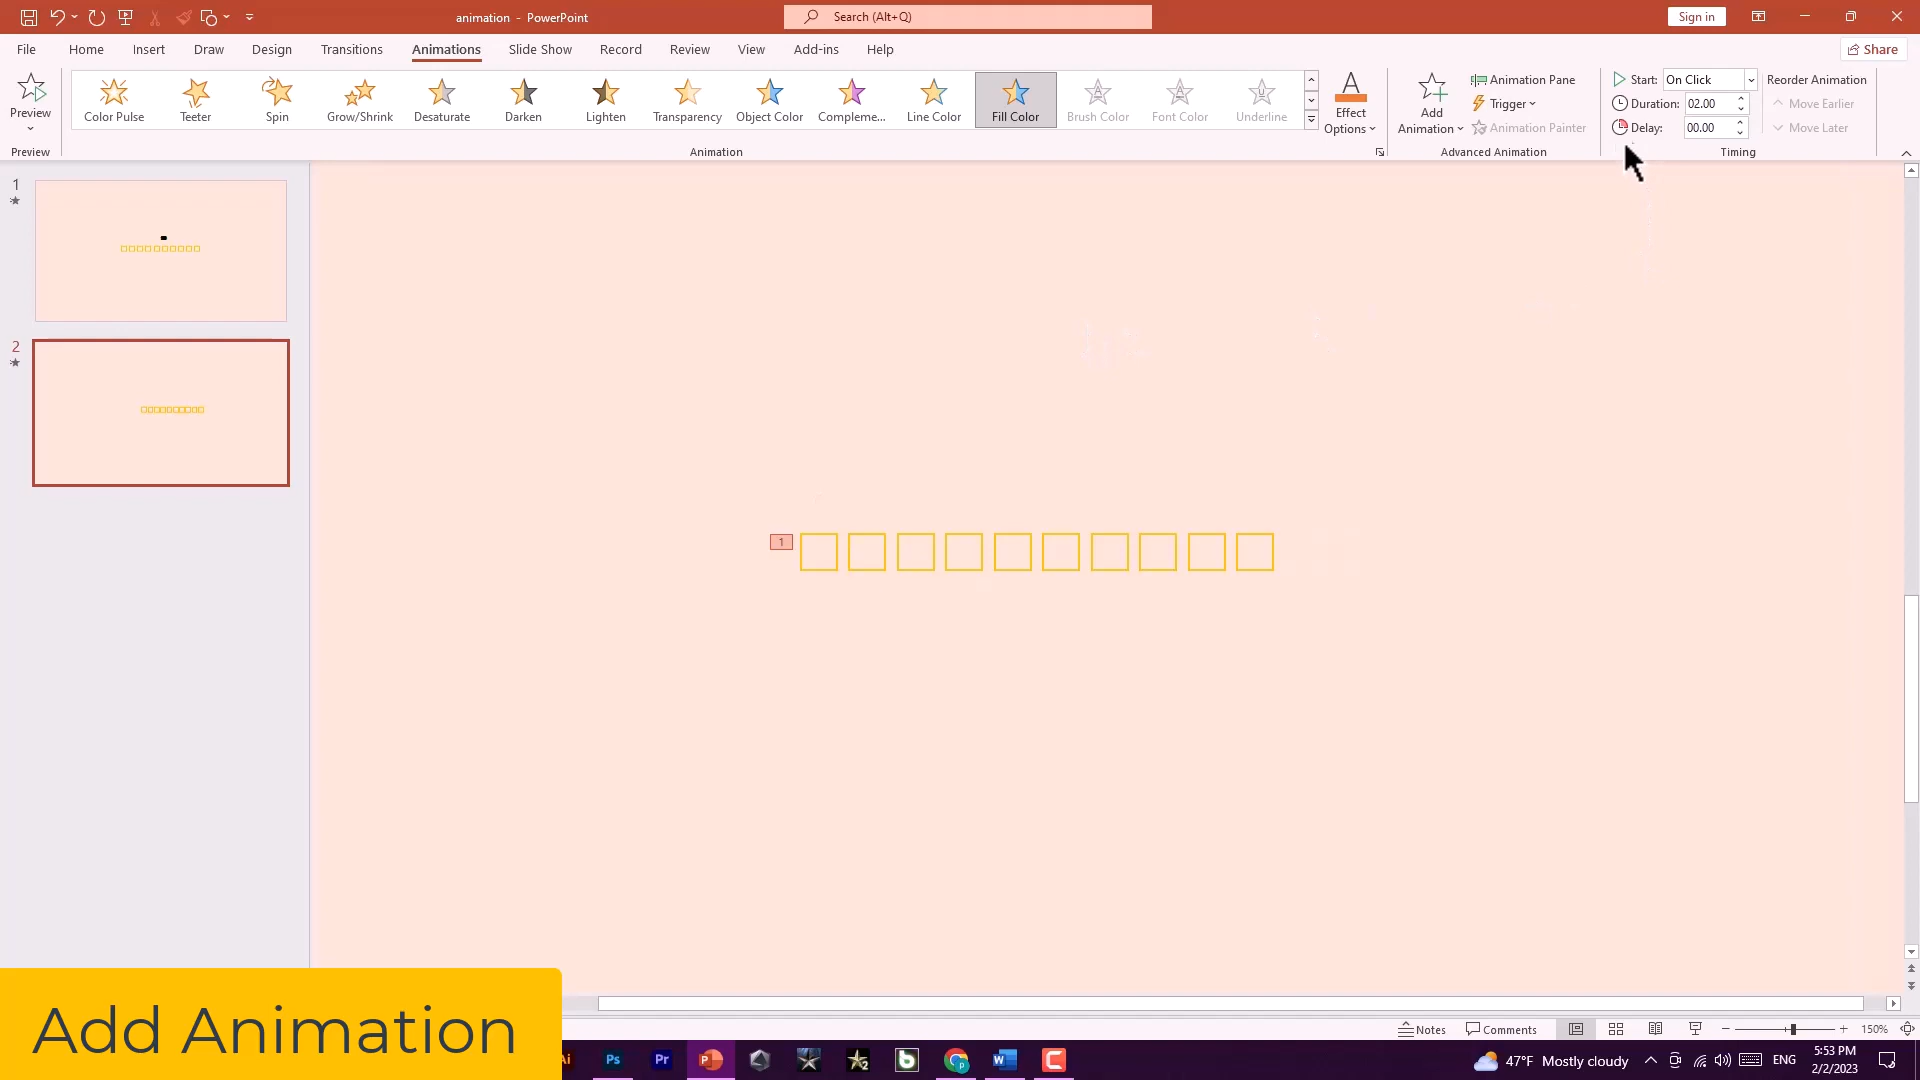 animation - PowerPoint
Search (Alt+Q)
Sign in
File Home Insert Draw Design Transitions Animations Slide Show Record Review View Add-ins Help
Share
Preview
Color Pulse Teeter Spin Grow/Shrink Desaturate Darken Lighten Transparency Object Color Compleme... Line Color Fill Color Brush Color Font Color Underline
Effect Options
Add Animation
Animation Pane
Trigger
Animation Painter
Start: On Click
Duration: 02.00
Delay: 00.00
Reorder Animation
Move Earlier
Move Later
Preview Animation Advanced Animation Timing
1
2
1
Add Animation
Notes Comments 150%
Ai Ps Pr
2
47°F Mostly cloudy
ENG
5:53 PM
2/2/2023